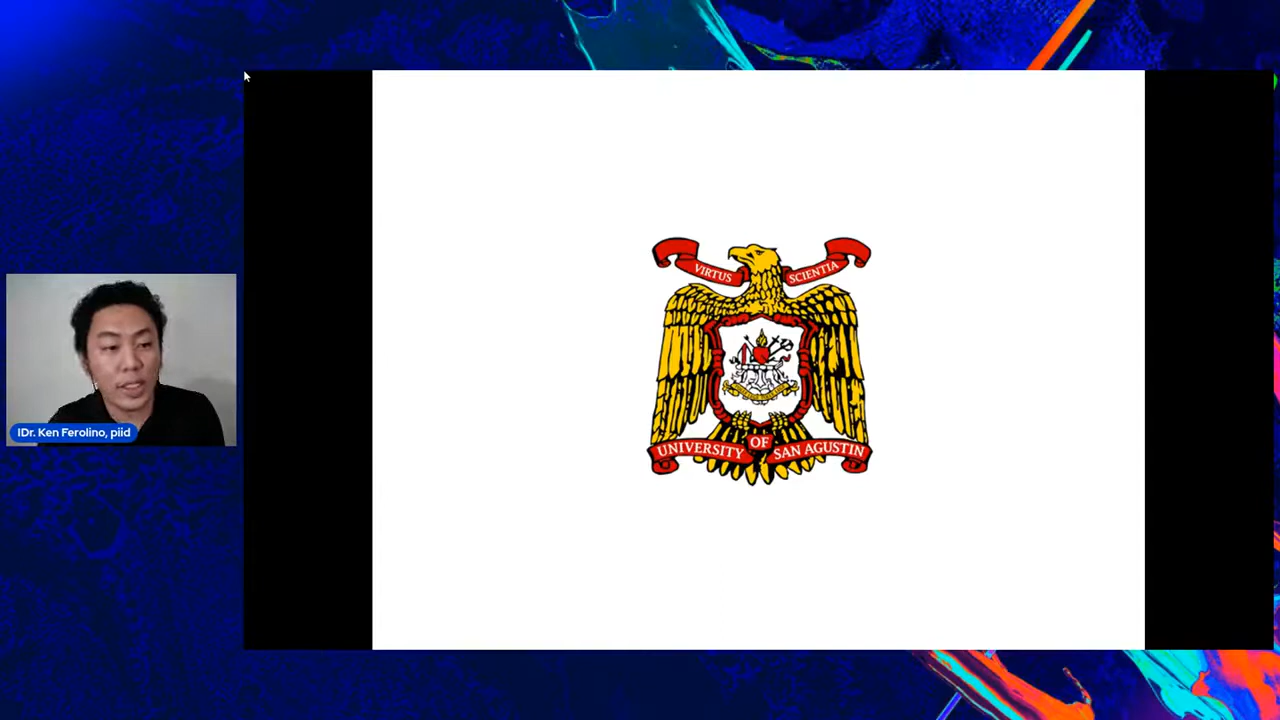 VIRTUS SCIENTIA
UNIVERSITY OF SAN AGUSTIN
IDr. Ken Ferolino, piid